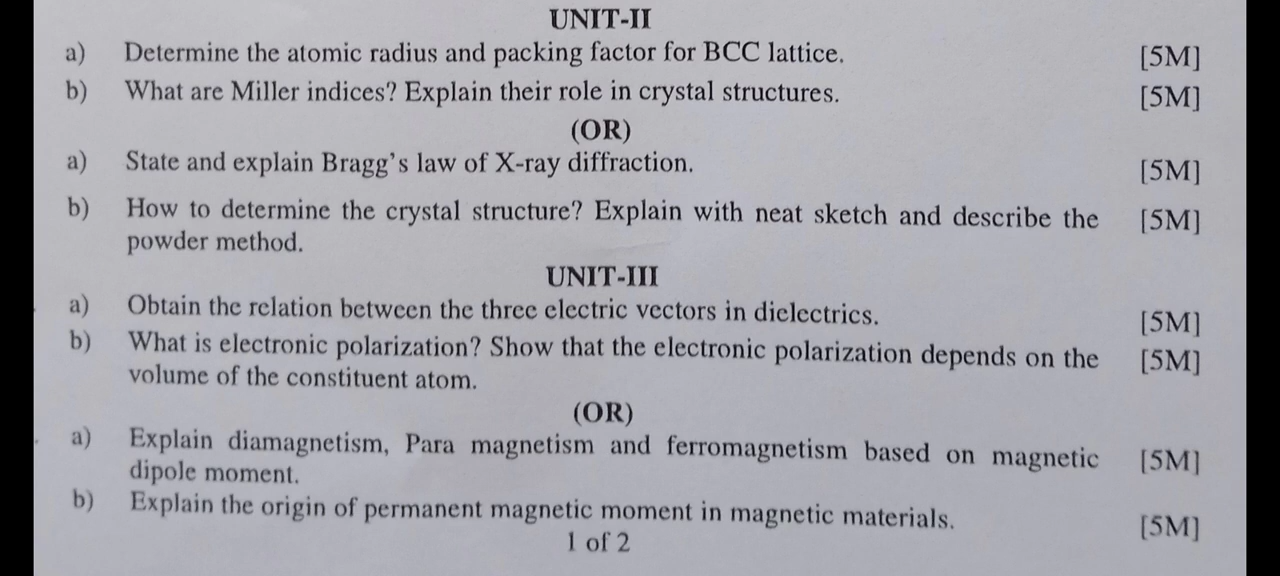 UNIT-II
a) Determine the atomic radius and packing factor for BCC lattice. [5M]
b) What are Miller indices? Explain their role in crystal structures. [5M]
(OR)
a) State and explain Bragg's law of X-ray diffraction. [5M]
b) How to determine the crystal structure? Explain with neat sketch and describe the [5M]
powder method.
UNIT-III
a) Obtain the relation between the three electric vectors in dielectrics. [5M]
b) What is electronic polarization? Show that the electronic polarization depends on the [5M]
volume of the constituent atom.
(OR)
a) Explain diamagnetism, Para magnetism and ferromagnetism based on magnetic [5M]
dipole moment.
b) Explain the origin of permanent magnetic moment in magnetic materials. [5M]
1 of 2